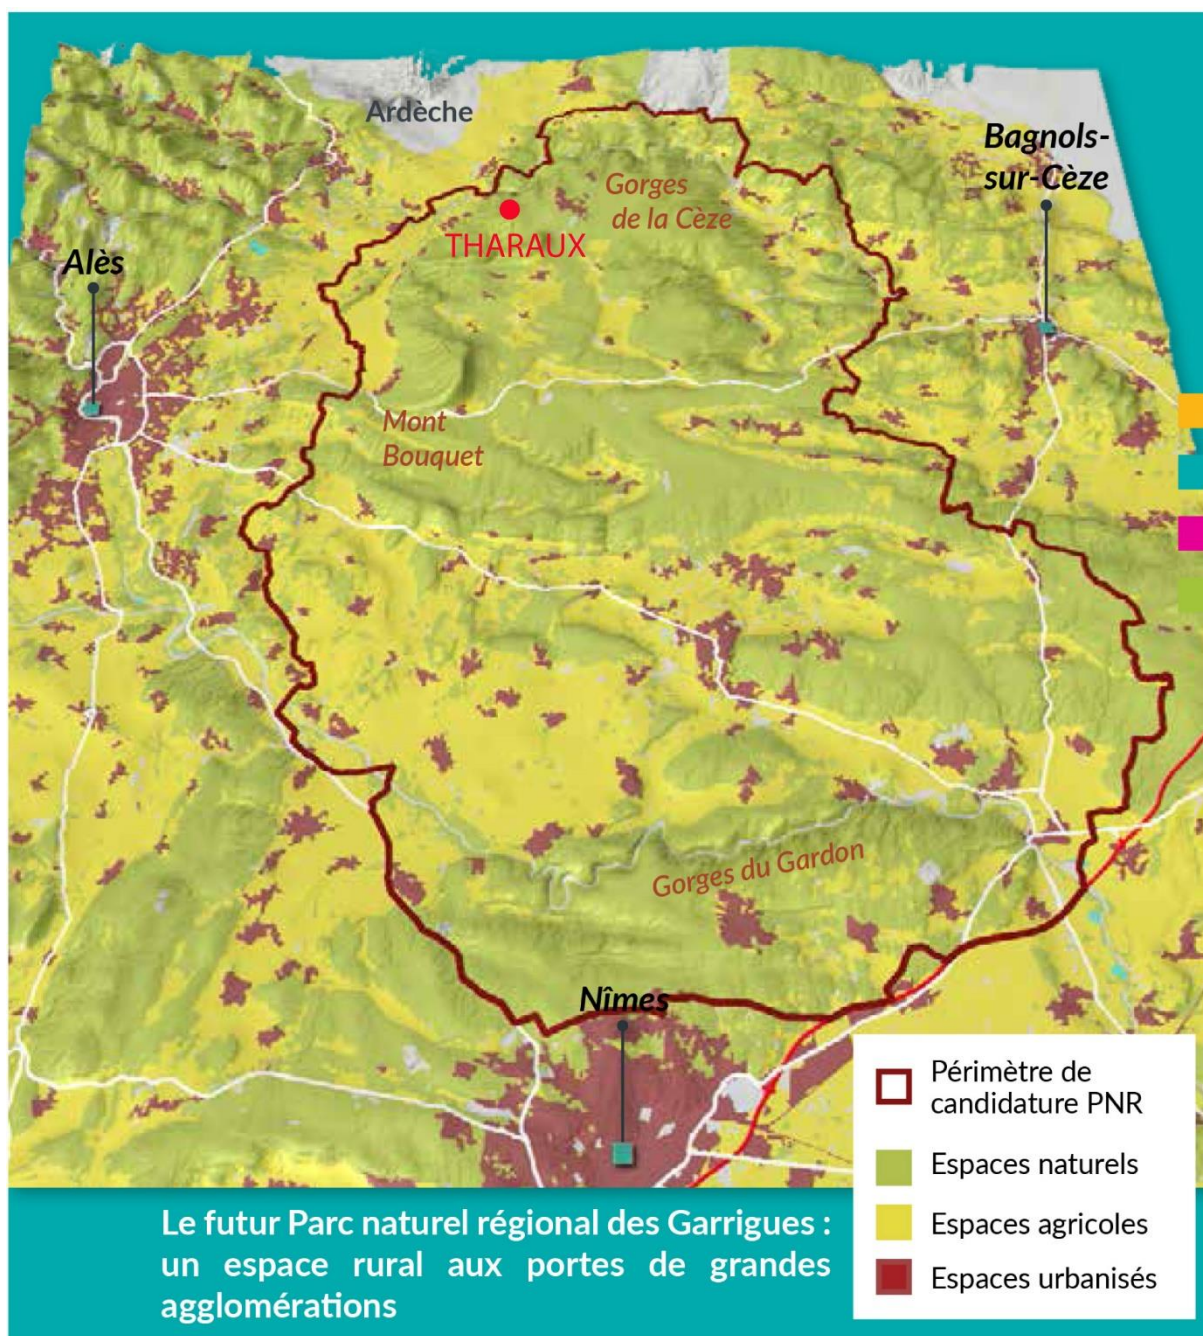 Ardèche
Bagnols-
sur-Cèze
Gorges
de la Cèze
THARAUX
Alès
Mont
Bouquet
Gorges du Gardon
Nîmes
Périmètre de
candidature PNR
Espaces naturels
Espaces agricoles
Espaces urbanisés
Le futur Parc naturel régional des Garrigues :
un espace rural aux portes de grandes
agglomérations